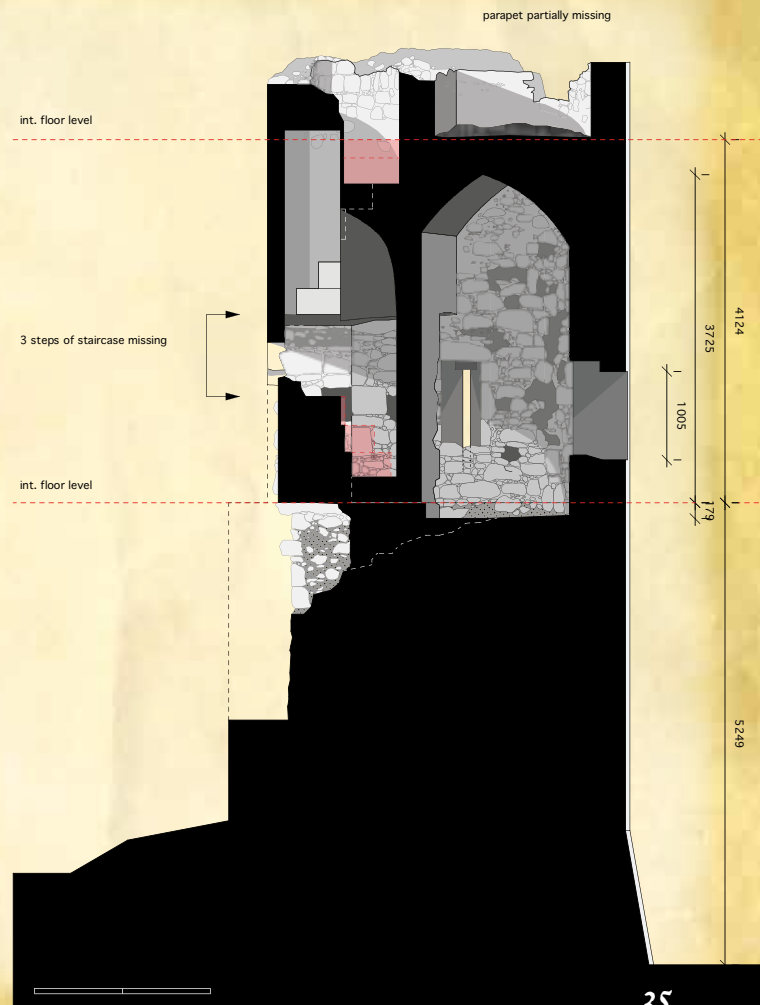 parapet partially missing
int. floor level
3725
4124
3 steps of staircase missing
1005
int. floor level
179
5249
35